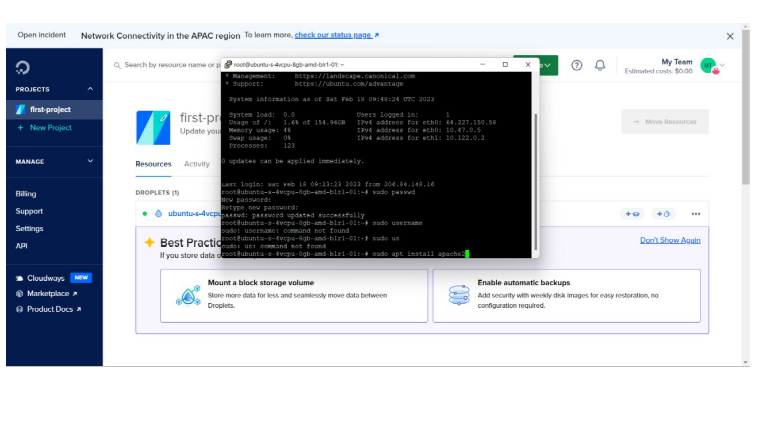 Open incident Network Connectivity in the APAC region To learn more, check our status page
Search by resource name or p
root@ubuntu-s-4vcpu-8gb-amd-blr1-01: ~
My Team
Estimated costs: $0.00
PROJECTS
first-project
+ New Project
MANAGE
Billing
Support
Settings
API
Cloudways NEW
Marketplace
Product Docs
first-pr
Update you
Move Resources
Resources Activity
DROPLETS (1)
ubuntu-s-4vcpu
* Management: https://landscape.canonical.com
* Support: https://ubuntu.com/advantage
System information as of Sat Feb 18 09:48:24 UTC 2023
System load: 0.0 Users logged in: 1
Usage of /: 1.6% of 154.96GB IPv4 address for eth0: 64.227.150.58
Memory usage: 4% IPv4 address for eth0: 10.47.0.5
Swap usage: 0% IPv4 address for eth1: 10.122.0.2
Processes: 123
0 updates can be applied immediately.
Last login: Sat Feb 18 09:23:23 2023 from 206.84.148.16
root@ubuntu-s-4vcpu-8gb-amd-blr1-01:~# sudo passwd
New password:
Retype new password:
passwd: password updated successfully
root@ubuntu-s-4vcpu-8gb-amd-blr1-01:~# sudo username
sudo: username: command not found
root@ubuntu-s-4vcpu-8gb-amd-blr1-01:~# sudo us
sudo: us: command not found
root@ubuntu-s-4vcpu-8gb-amd-blr1-01:~# sudo apt install apache2
Best Practic
If you store data o
Don't Show Again
Mount a block storage volume
Store more data for less and seamlessly move data between
Droplets.
Enable automatic backups
Add security with weekly disk images for easy restoration, no
configuration required.